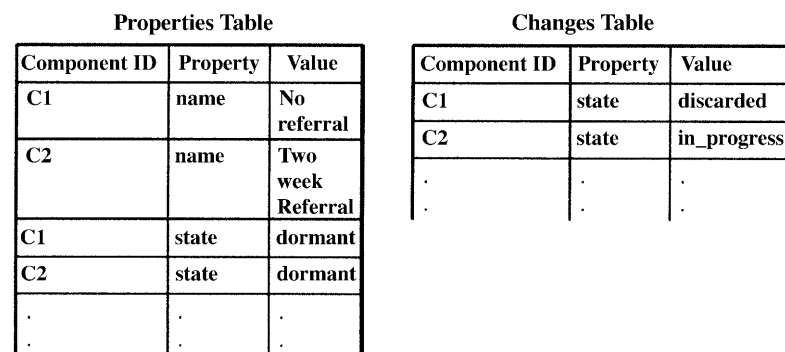 Properties Table
Component ID Property Value
C1 name No
referral
C2 name Two
week
Referral
C1 state dormant
C2 state dormant
. . .
. . .
Changes Table
Component ID Property Value
C1 state discarded
C2 state in_progress
. . .
. . .